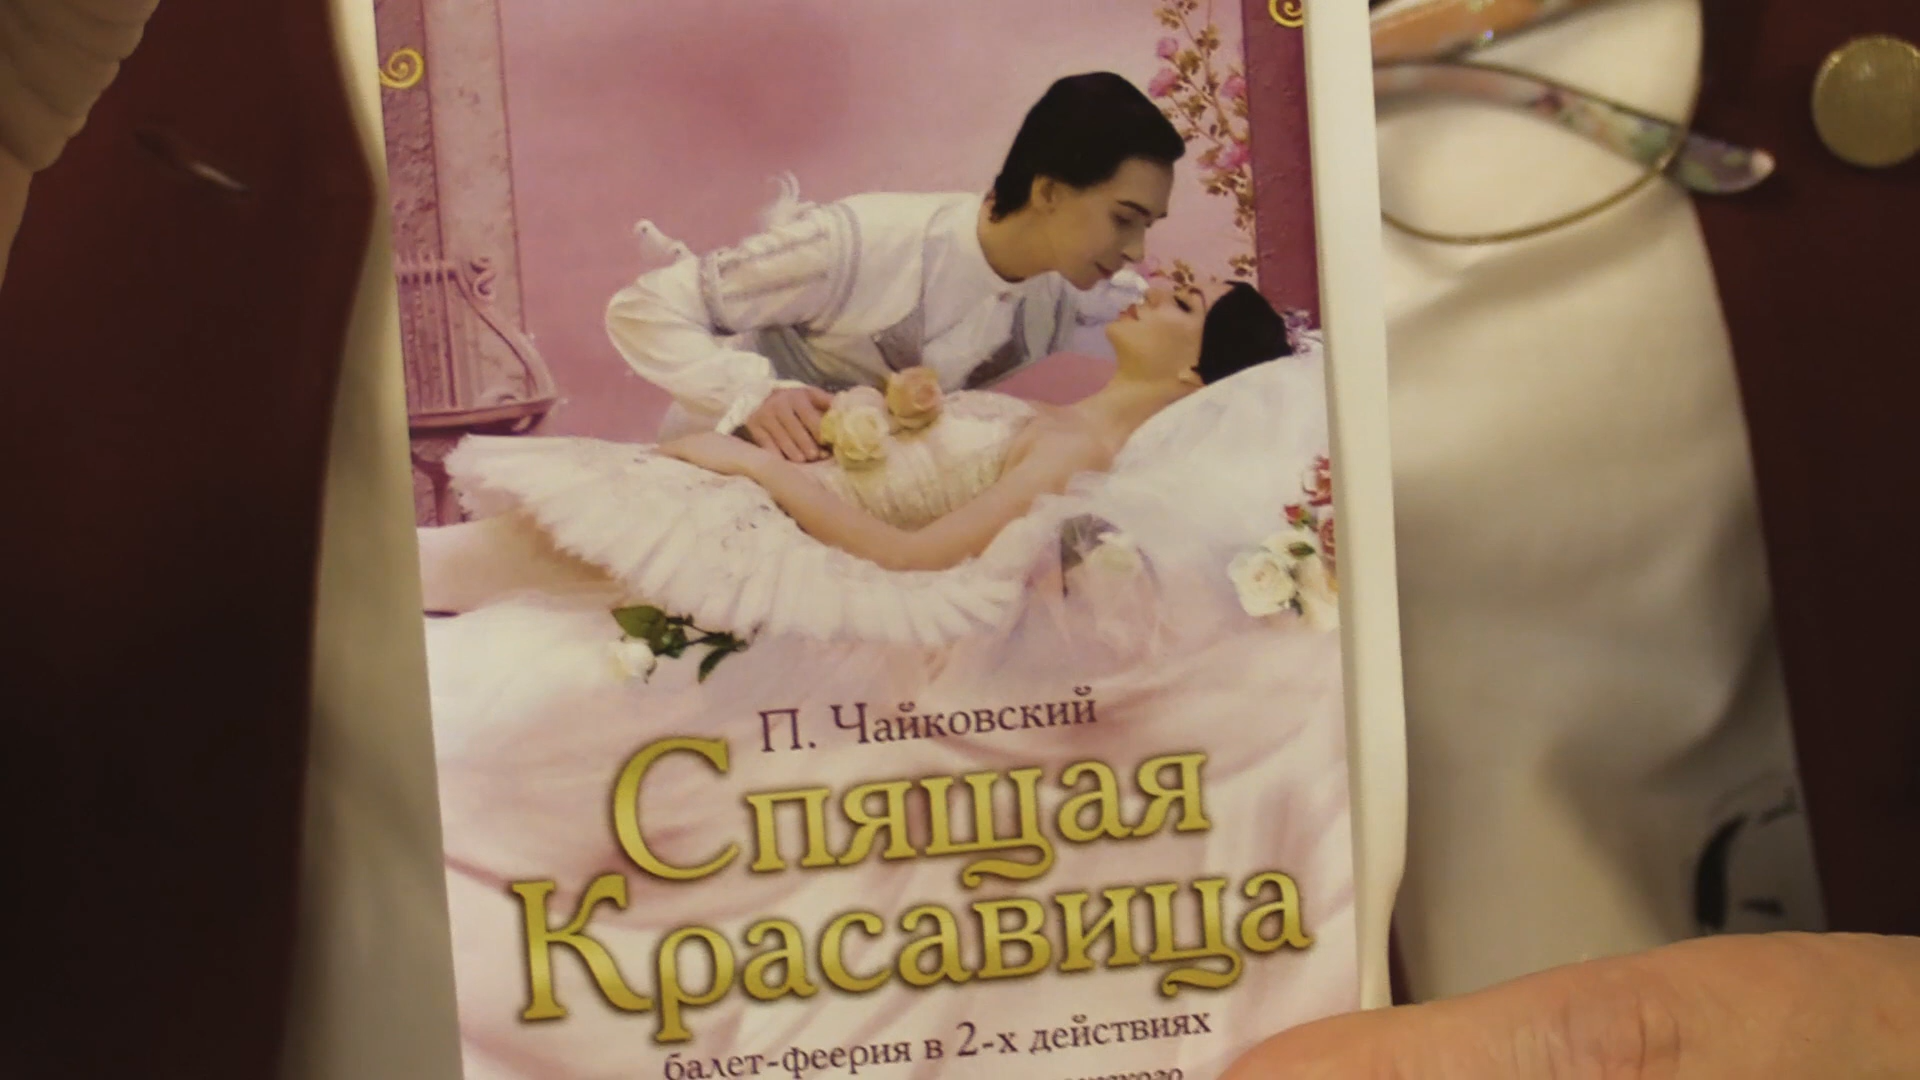 П. Чайковский
Спящая
Красавица
балет-феерия в 2-х действиях